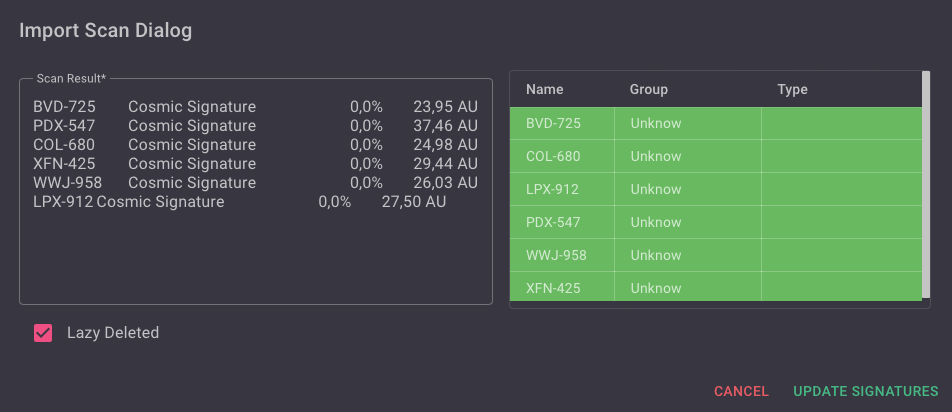 Import Scan Dialog
Scan Result*
BVD-725 Cosmic Signature 0,0% 23,95 AU
PDX-547 Cosmic Signature 0,0% 37,46 AU
COL-680 Cosmic Signature 0,0% 24,98 AU
XFN-425 Cosmic Signature 0,0% 29,44 AU
WWJ-958 Cosmic Signature 0,0% 26,03 AU
LPX-912 Cosmic Signature 0,0% 27,50 AU
Name Group Type
BVD-725 Unknow
COL-680 Unknow
LPX-912 Unknow
PDX-547 Unknow
WWJ-958 Unknow
XFN-425 Unknow
Lazy Deleted
CANCEL UPDATE SIGNATURES